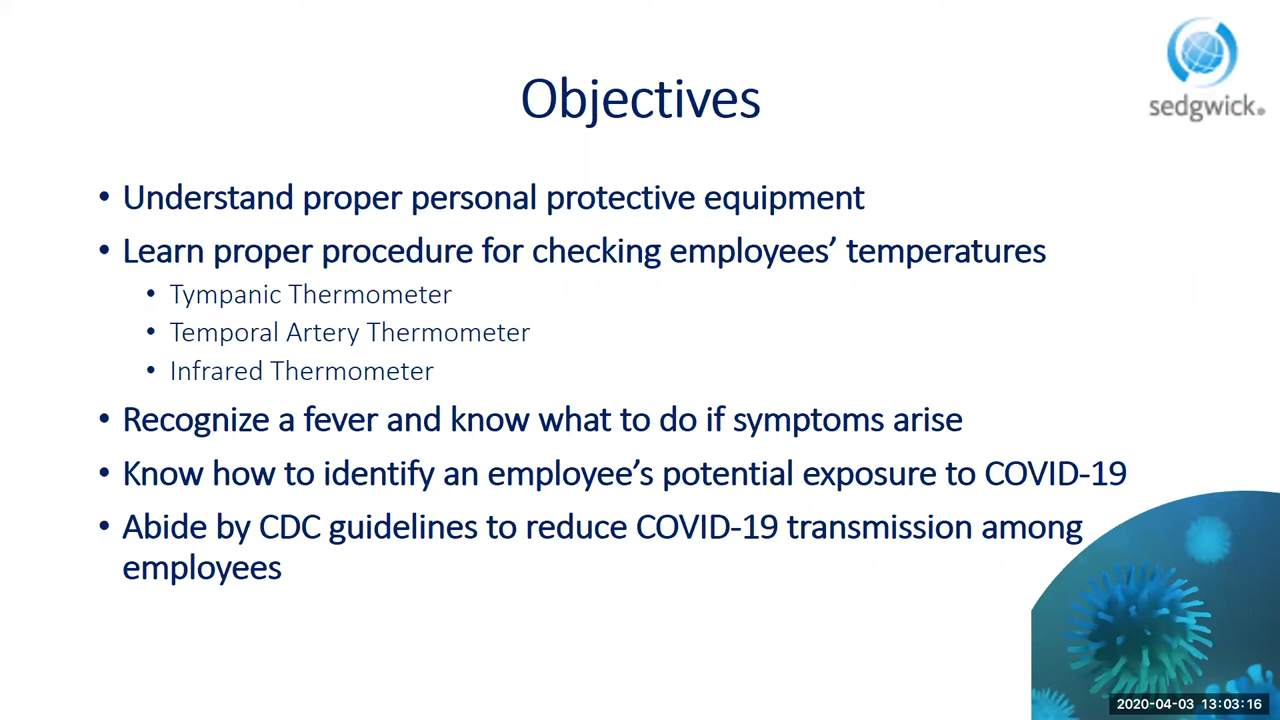 sedgwick®
Objectives
• Understand proper personal protective equipment
• Learn proper procedure for checking employees’ temperatures
• Tympanic Thermometer
• Temporal Artery Thermometer
• Infrared Thermometer
• Recognize a fever and know what to do if symptoms arise
• Know how to identify an employee’s potential exposure to COVID-19
• Abide by CDC guidelines to reduce COVID-19 transmission among
employees
2020-04-03 13:03:16